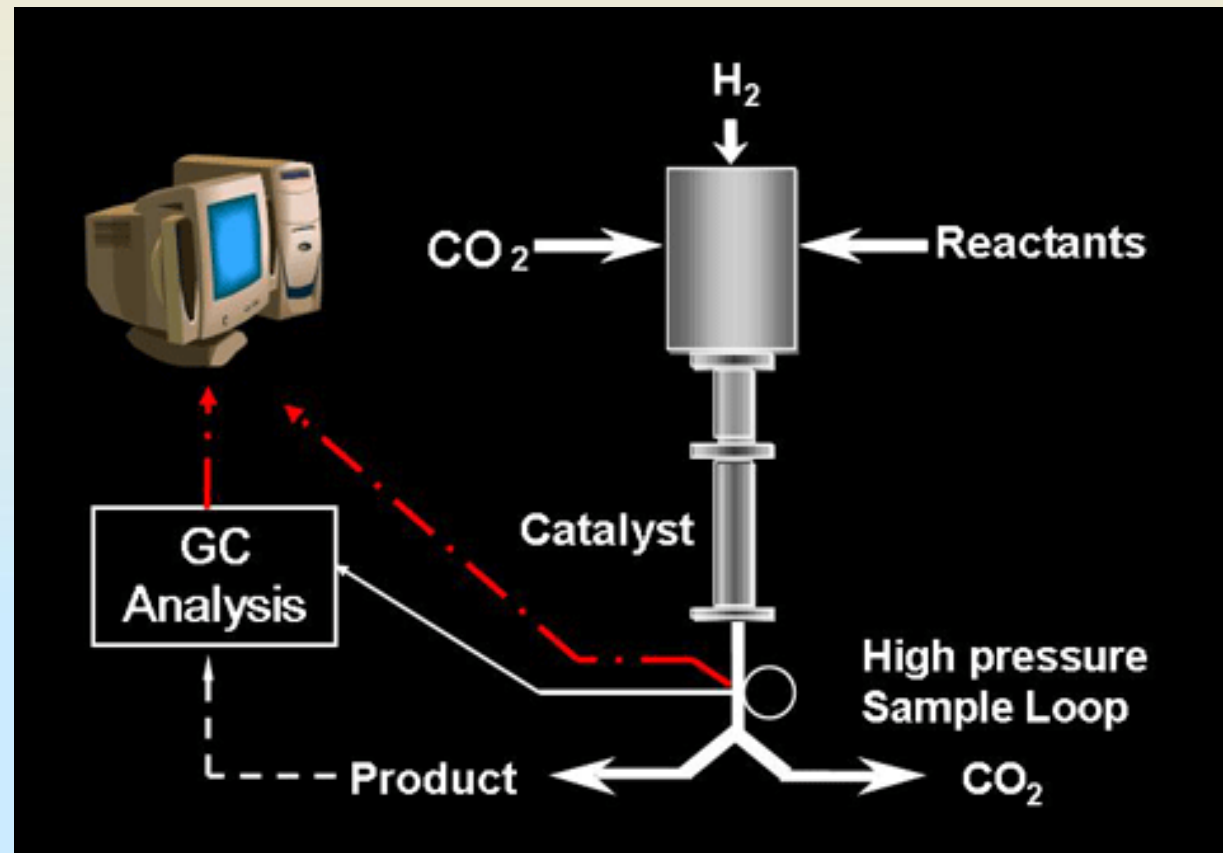 H₂
CO₂
Reactants
Catalyst
GC
Analysis
High pressure
Sample Loop
Product
CO₂